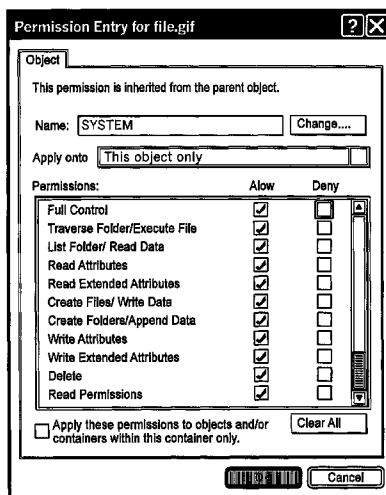 Permission Entry for file.gif ? X
Object
This permission is inherited from the parent object.
Name: SYSTEM Change....
Apply onto This object only
Permissions: Alow Deny
Full Control
Traverse Folder/Execute File
List Folder/ Read Data
Read Attributes
Read Extended Attributes
Create Files/ Write Data
Create Folders/Append Data
Write Attributes
Write Extended Attributes
Delete
Read Permissions
Apply these permissions to objects and/or Clear All
containers within this container only.
Cancel